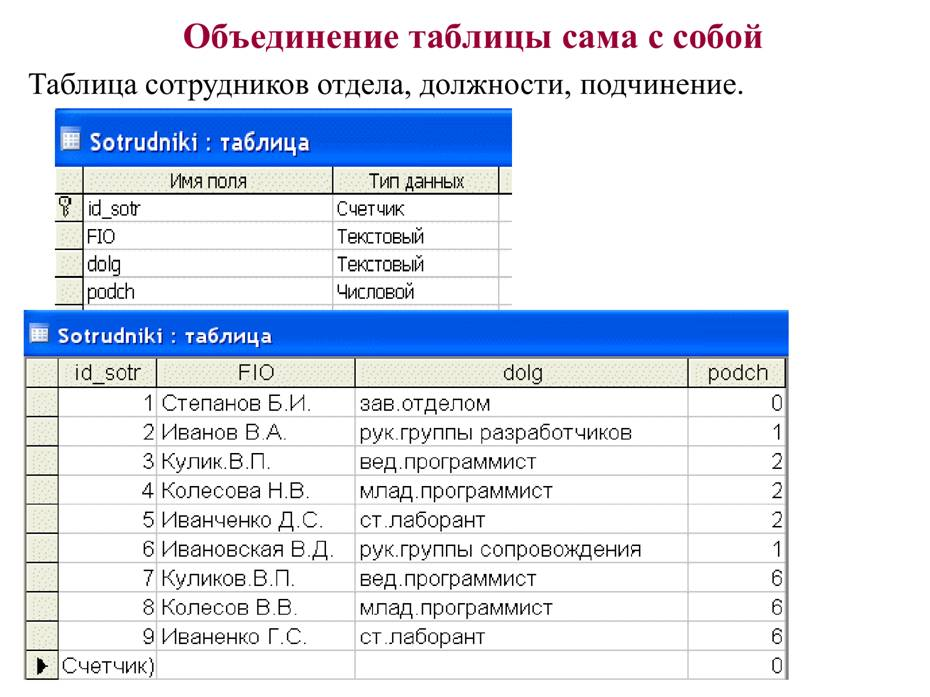 Объединение таблицы сама с собой
Таблица сотрудников отдела, должности, подчинение.
Sotrudniki : таблица
Имя поля Тип данных
id_sotr Счетчик
FIO Текстовый
dolg Текстовый
podch Числовой
Sotrudniki : таблица
id_sotr FIO dolg podch
1 Степанов Б.И. зав.отделом 0
2 Иванов В.А. рук.группы разработчиков 1
3 Кулик.В.П. вед.программист 2
4 Колесова Н.В. млад.программист 2
5 Иванченко Д.С. ст.лаборант 2
6 Ивановская В.Д. рук.группы сопровождения 1
7 Куликов.В.П. вед.программист 6
8 Колесов В.В. млад.программист 6
9 Иваненко Г.С. ст.лаборант 6
Счетчик) 0